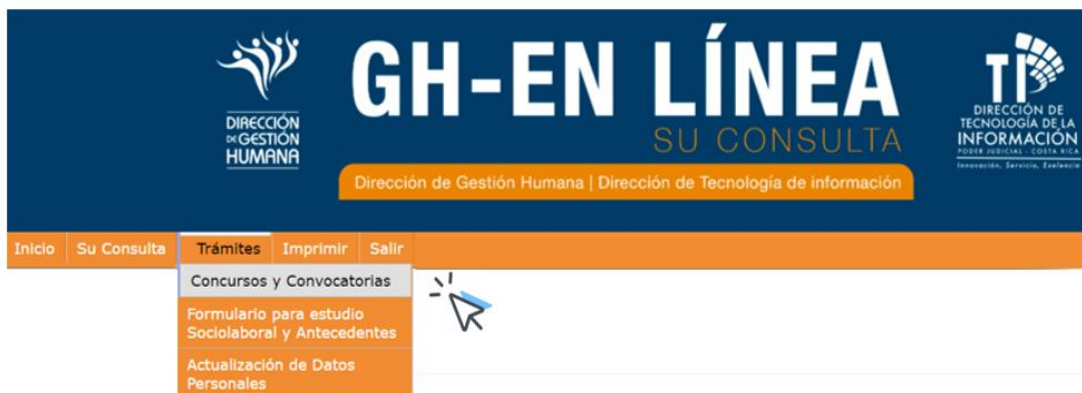 DIRECCIÓN
DE GESTIÓN
HUMANA
GH-EN LÍNEA
SU CONSULTA
Dirección de Gestión Humana | Dirección de Tecnología de información
TI
DIRECCIÓN DE
TECNOLOGÍA DE LA
INFORMACIÓN
PODER JUDICIAL - COSTA RICA
Innovación, Servicio, Exelencia
Inicio Su Consulta Trámites Imprimir Salir
Concursos y Convocatorias
Formulario para estudio
Sociolaboral y Antecedentes
Actualización de Datos
Personales